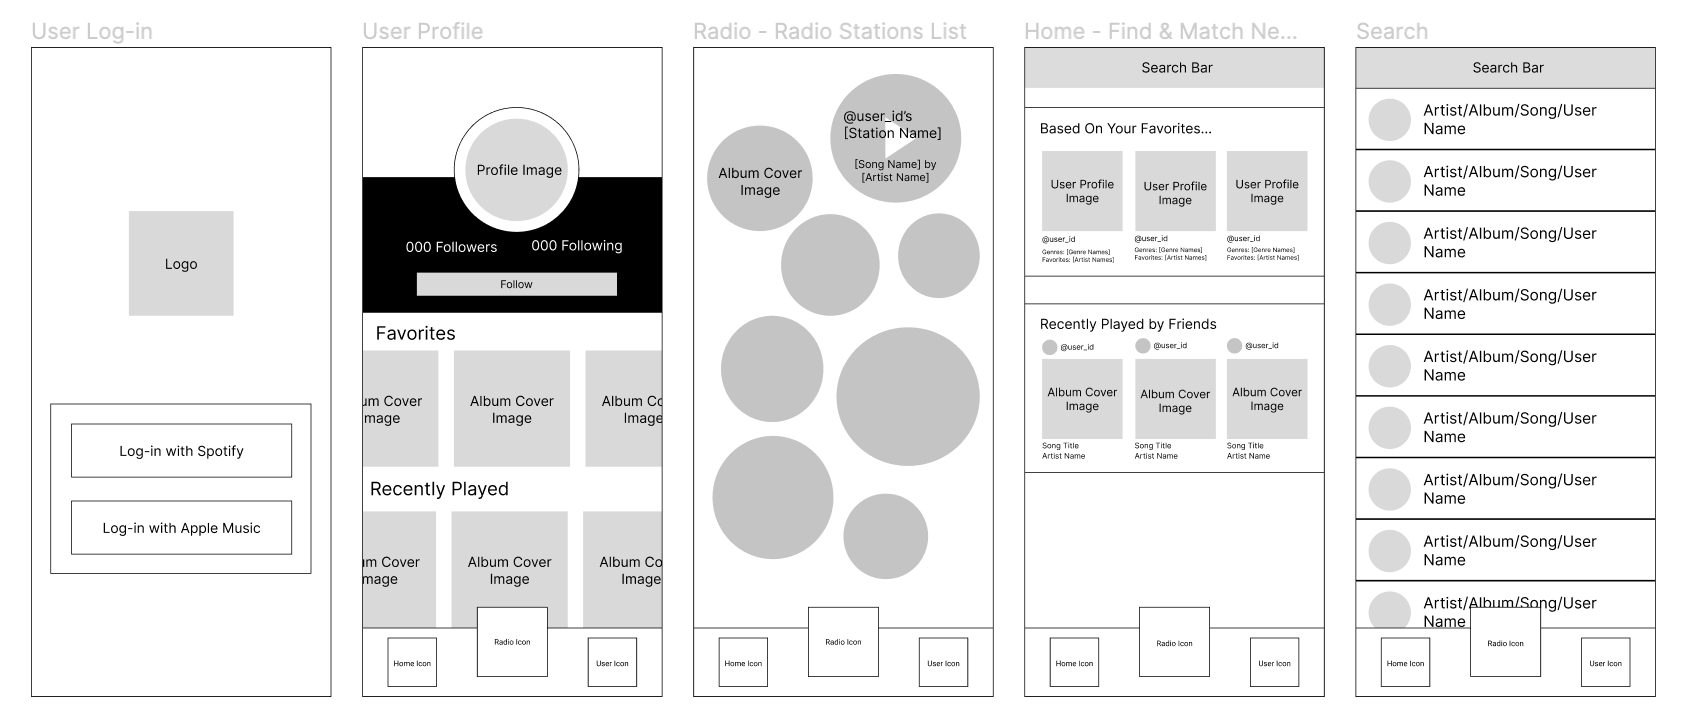 User Log-in
Logo
Log-in with Spotify
Log-in with Apple Music
User Profile
Profile Image
000 Followers
000 Following
Follow
Favorites
um Cover
mage
Album Cover
Image
Album Co
Image
Recently Played
m Cover
mage
Album Cover
Image
Album Co
Image
Home Icon
Radio Icon
User Icon
Radio - Radio Stations List
@user_id's
[Station Name]
[Song Name] by
[Artist Name]
Album Cover
Image
Home Icon
Radio Icon
User Icon
Home - Find & Match Ne...
Search Bar
Based On Your Favorites...
User Profile
Image
@user_id
Genres: [Genre Names]
Favorites: [Artist Names]
User Profile
Image
@user_id
Genres: [Genre Names]
Favorites: [Artist Names]
User Profile
Image
@user_id
Genres: [Genre Names]
Favorites: [Artist Names]
Recently Played by Friends
@user_id
Album Cover
Image
Song Title
Artist Name
@user_id
Album Cover
Image
Song Title
Artist Name
@user_id
Album Cover
Image
Song Title
Artist Name
Home Icon
Radio Icon
User Icon
Search
Search Bar
Artist/Album/Song/User
Name
Artist/Album/Song/User
Name
Artist/Album/Song/User
Name
Artist/Album/Song/User
Name
Artist/Album/Song/User
Name
Artist/Album/Song/User
Name
Artist/Album/Song/User
Name
Artist/Album/Song/User
Name
Artist/Album/Song/User
Name
Home Icon
Radio Icon
User Icon